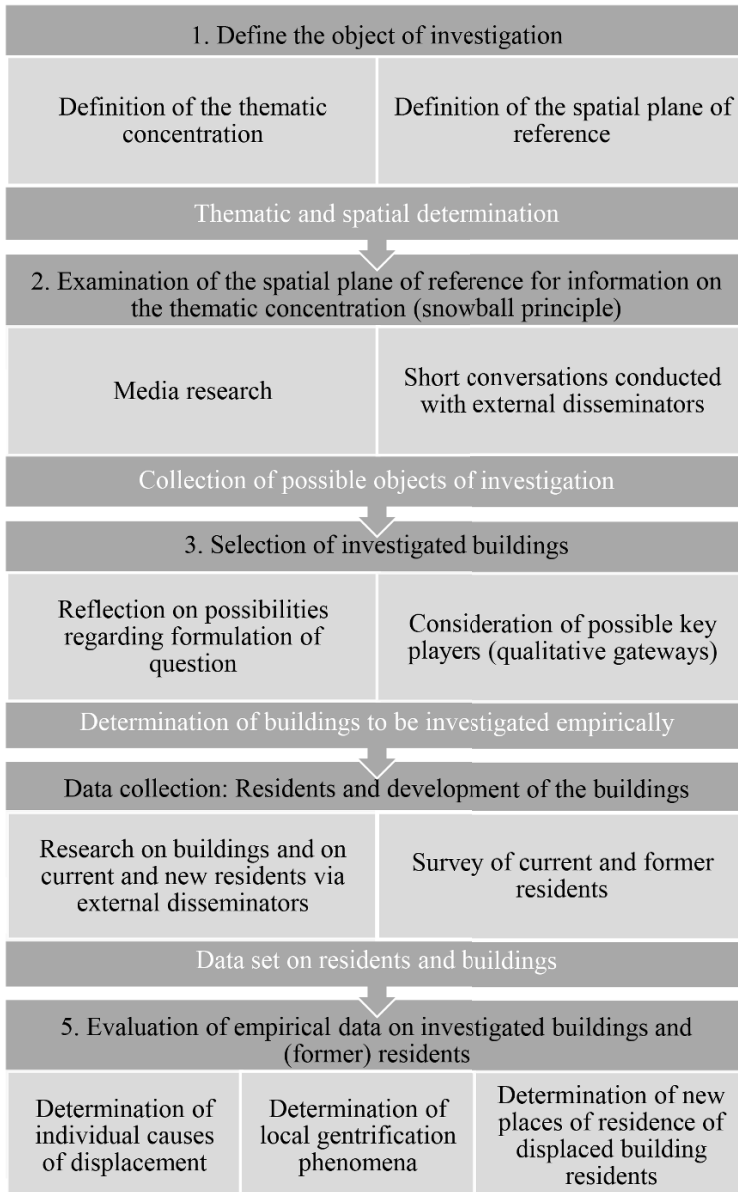 1. Define the object of investigation
Definition of the thematic
concentration
Definition of the spatial plane of
reference
Thematic and spatial determination
2. Examination of the spatial plane of reference for information on
the thematic concentration (snowball principle)
Media research
Short conversations conducted
with external disseminators
Collection of possible objects of investigation
3. Selection of investigated buildings
Reflection on possibilities
regarding formulation of
question
Consideration of possible key
players (qualitative gateways)
Determination of buildings to be investigated empirically
Data collection: Residents and development of the buildings
Research on buildings and on
current and new residents via
external disseminators
Survey of current and former
residents
Data set on residents and buildings
5. Evaluation of empirical data on investigated buildings and
(former) residents
Determination of
individual causes
of displacement
Determination of
local gentrification
phenomena
Determination of new
places of residence of
displaced building
residents